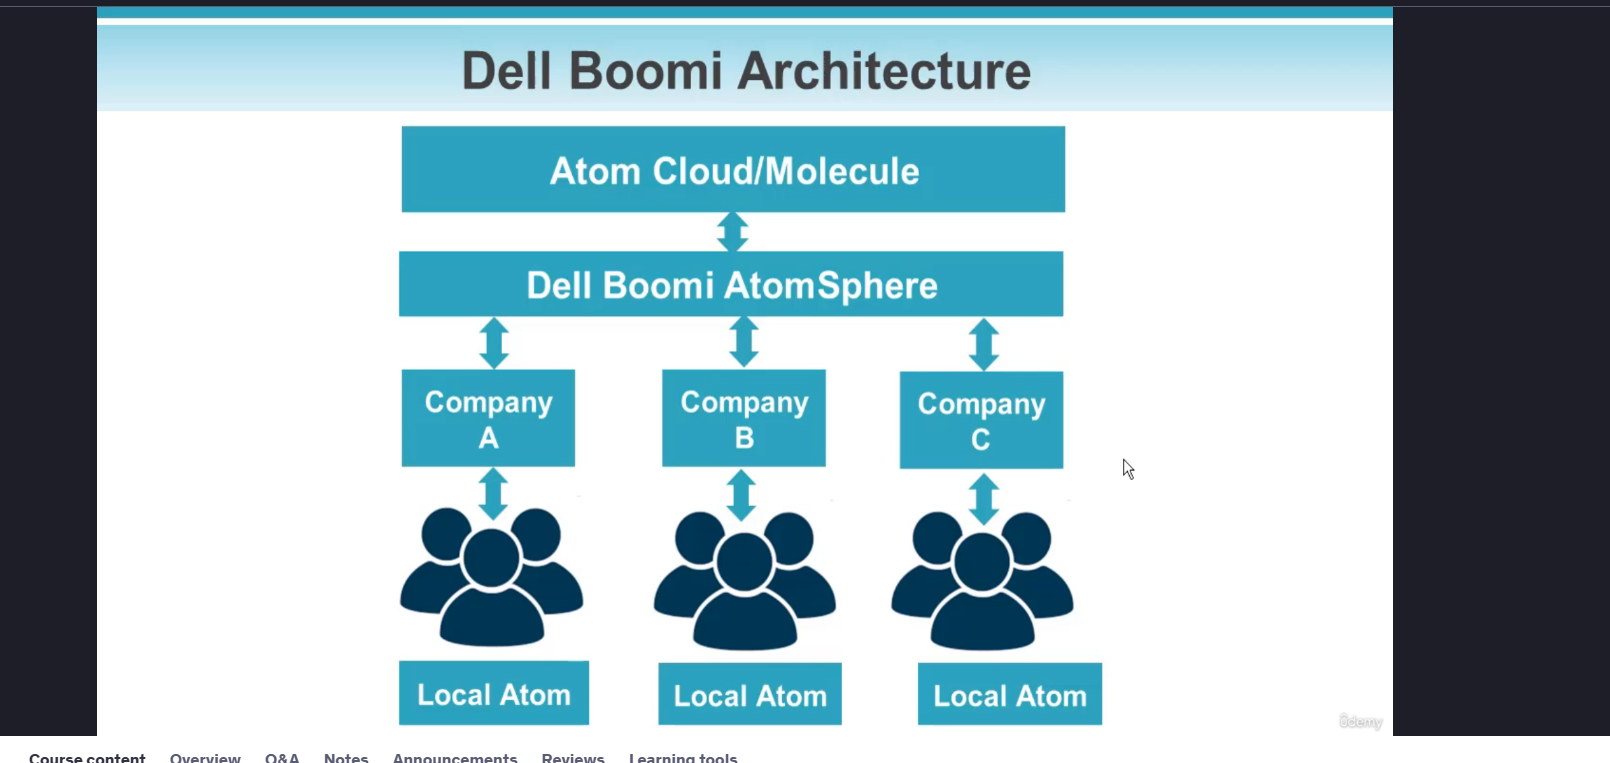 Dell Boomi Architecture
Atom Cloud/Molecule
Dell Boomi AtomSphere
Company
A
Company
B
Company
C
Local Atom
Local Atom
Local Atom
ûdemy
Course content Overview Q&A Notes Announcements Reviews Learning tools